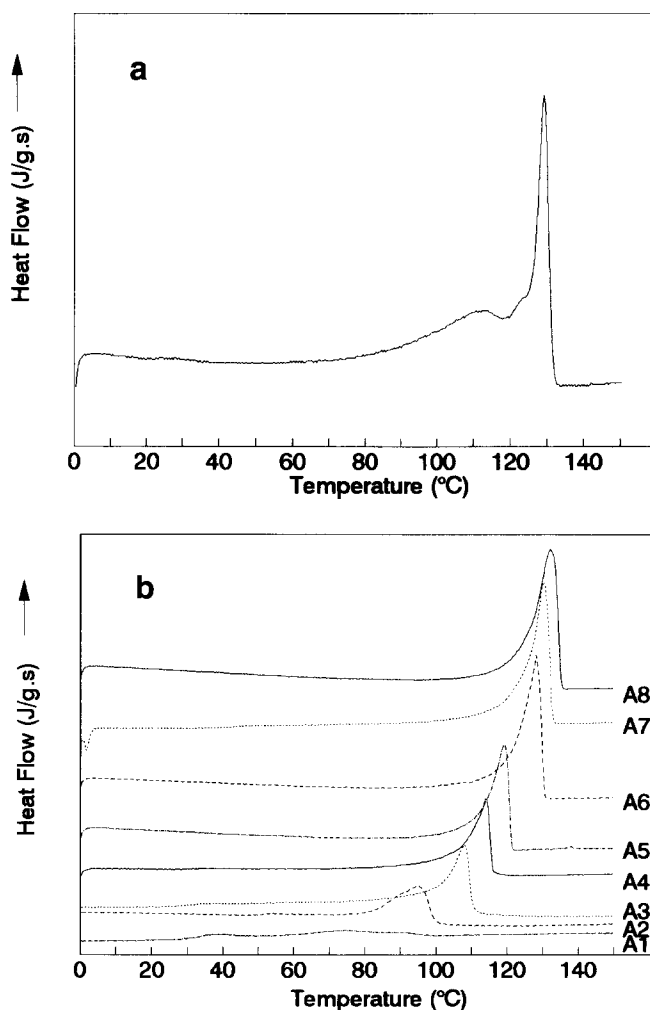 a
Heat Flow (J/g.s)
0 20 40 60 80 100 120 140
Temperature (°C)
b
Heat Flow (J/g.s)
A8
A7
A6
A5
A4
A3
A2
A1
0 20 40 60 80 100 120 140
Temperature (°C)